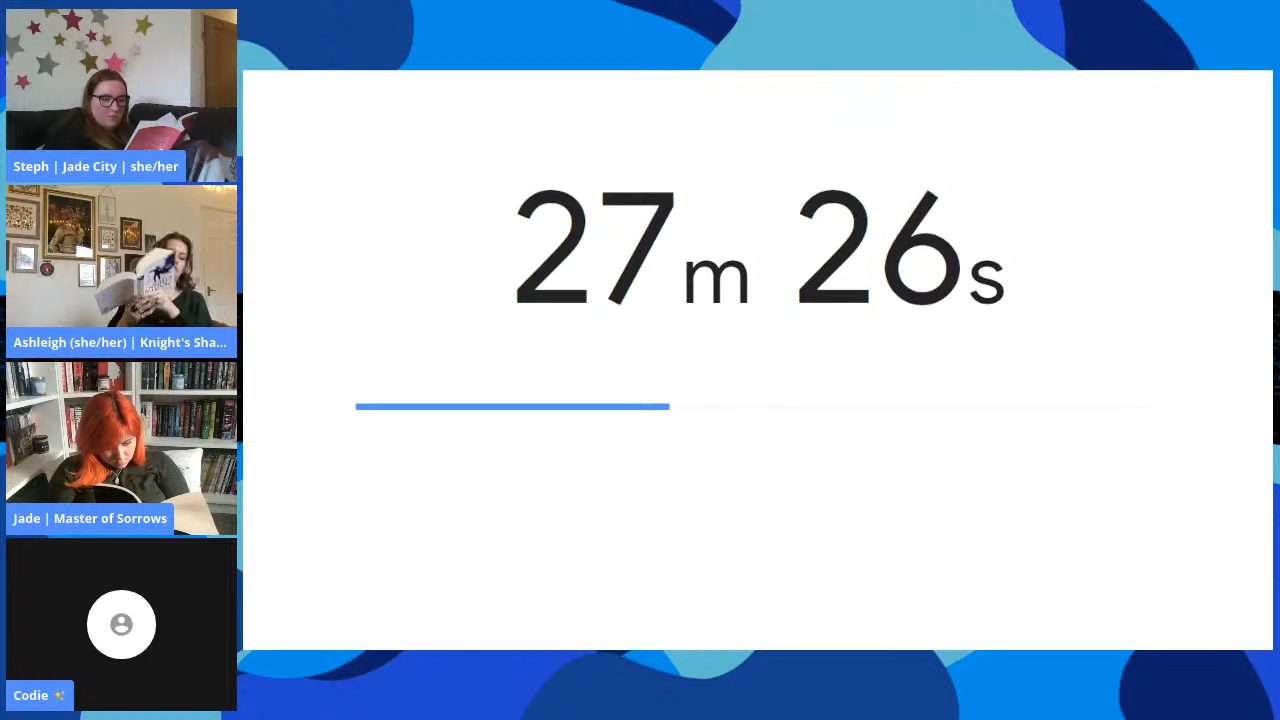 Steph | Jade City | she/her
Ashleigh (she/her) | Knight's Sha...
Jade | Master of Sorrows
Codie ✨
27m 26s